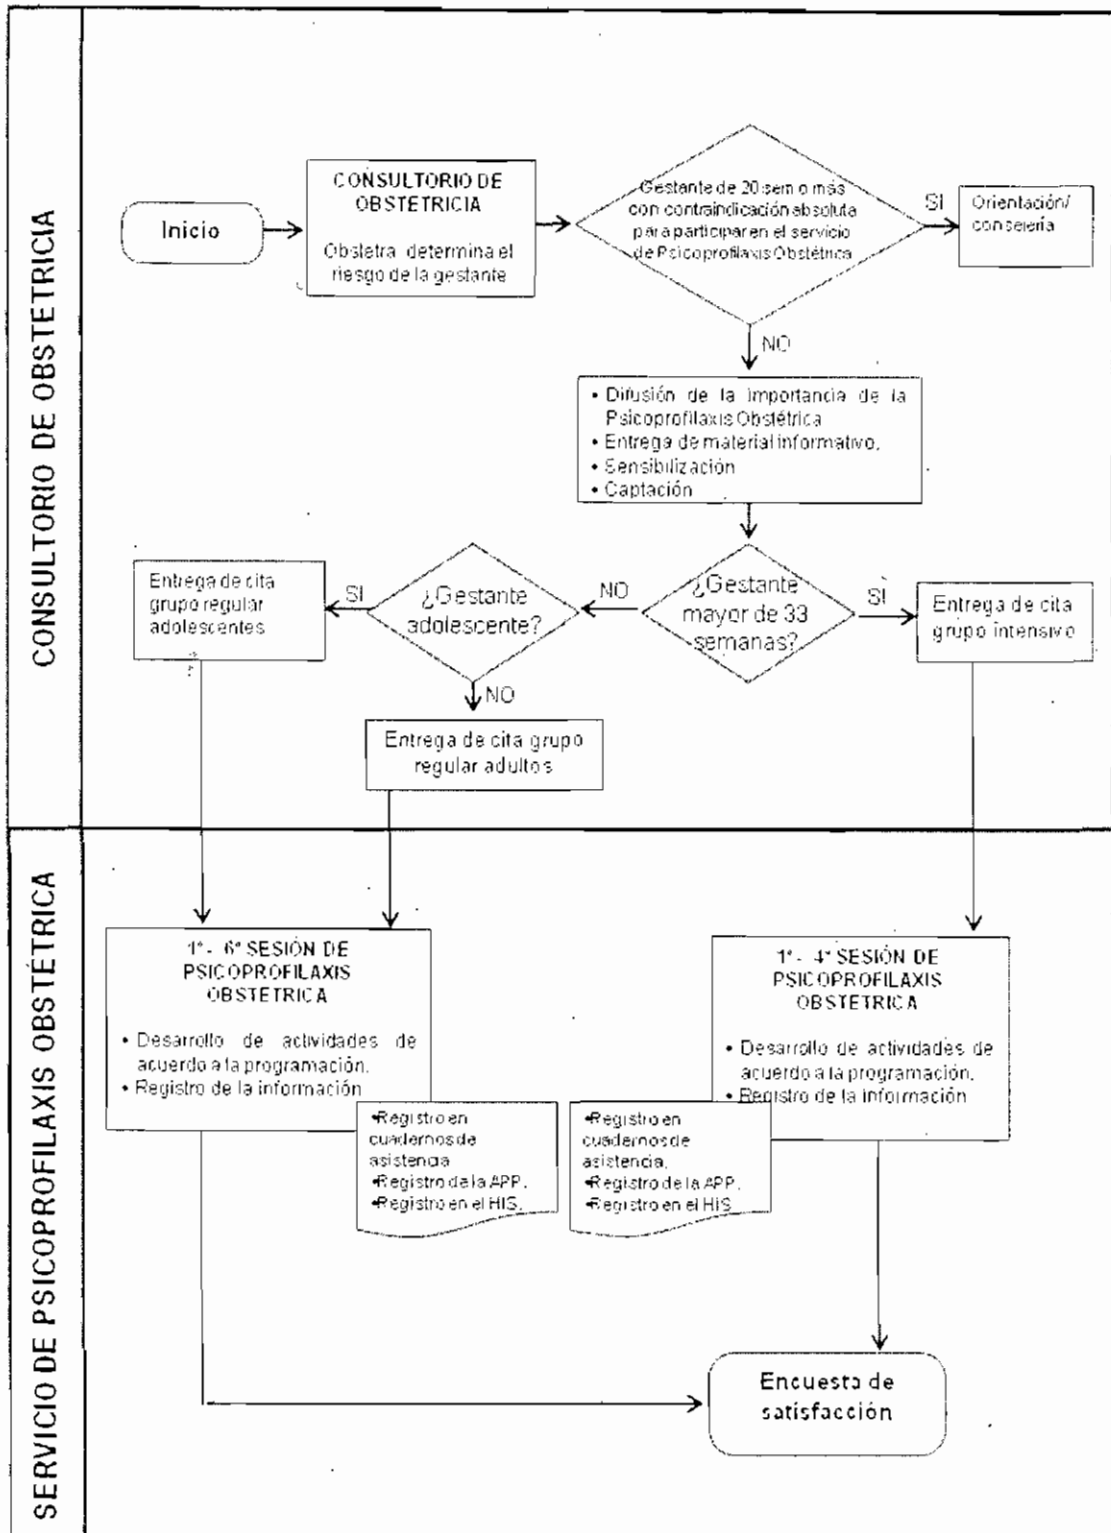 CONSULTORIO DE OBSTETRICIA
Inicio
CONSULTORIO DE
OBSTETRICIA
Obstetra determina el
riesgo de la gestante
Gestante de 20 sem o más
con contraindicación absoluta
para participar en el servicio
de Psicoprofilaxis Obstétrica
SI
Orientación/
consejería
NO
• Difusión de la importancia de la
Psicoprofilaxis Obstétrica
• Entrega de material informativo.
• Sensibilización
• Captación
¿Gestante
mayor de 33
semanas?
SI
Entrega de cita
grupo intensivo
NO
¿Gestante
adolescente?
SI
Entrega de cita
grupo regular
adolescentes
NO
Entrega de cita grupo
regular adultos
SERVICIO DE PSICOPROFILAXIS OBSTÉTRICA
1° - 6° SESIÓN DE
PSICOPROFILAXIS
OBSTETRICA
• Desarrollo de actividades de
acuerdo a la programación.
• Registro de la información
•Registro en
cuadernos de
asistencia
•Registro de la APP.
•Registro en el HIS.
1° - 4° SESIÓN DE
PSICOPROFILAXIS
OBSTETRICA
• Desarrollo de actividades de
acuerdo a la programación.
• Registro de la información
•Registro en
cuadernos de
asistencia.
•Registro de la APP.
•Registro en el HIS
Encuesta de
satisfacción